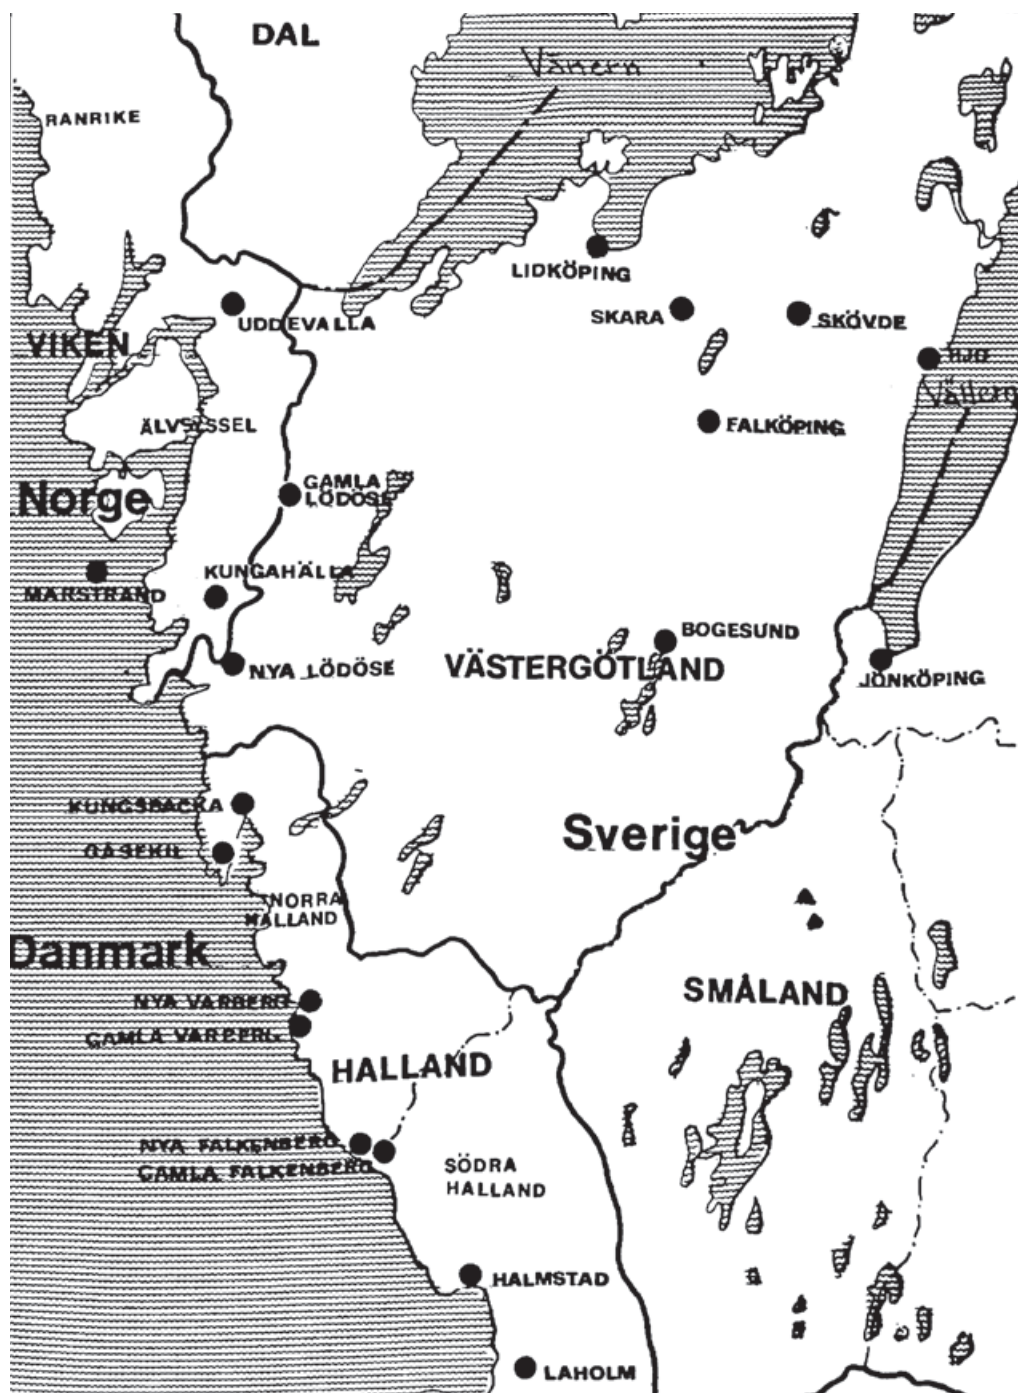 DAL
Vänern
RANRIKE
LIDKÖPING
UDDEVALLA
SKARA
SKÖVDE
VIKEN
HJO
Vättern
ÄLVSYSSEL
FALKÖPING
GAMLA
LÖDÖSE
Norge
KUNGAHÄLLA
MARSTRAND
BOGESUND
NYA LÖDÖSE
VÄSTERGÖTLAND
JÖNKÖPING
KUNGSBACKA
Sverige
GÅSEKIL
NORRA
HALLAND
Danmark
SMÅLAND
NYA VARBERG
GAMLA VARBERG
HALLAND
NYA FALKENBERG
GAMLA FALKENBERG
SÖDRA
HALLAND
HALMSTAD
LAHOLM